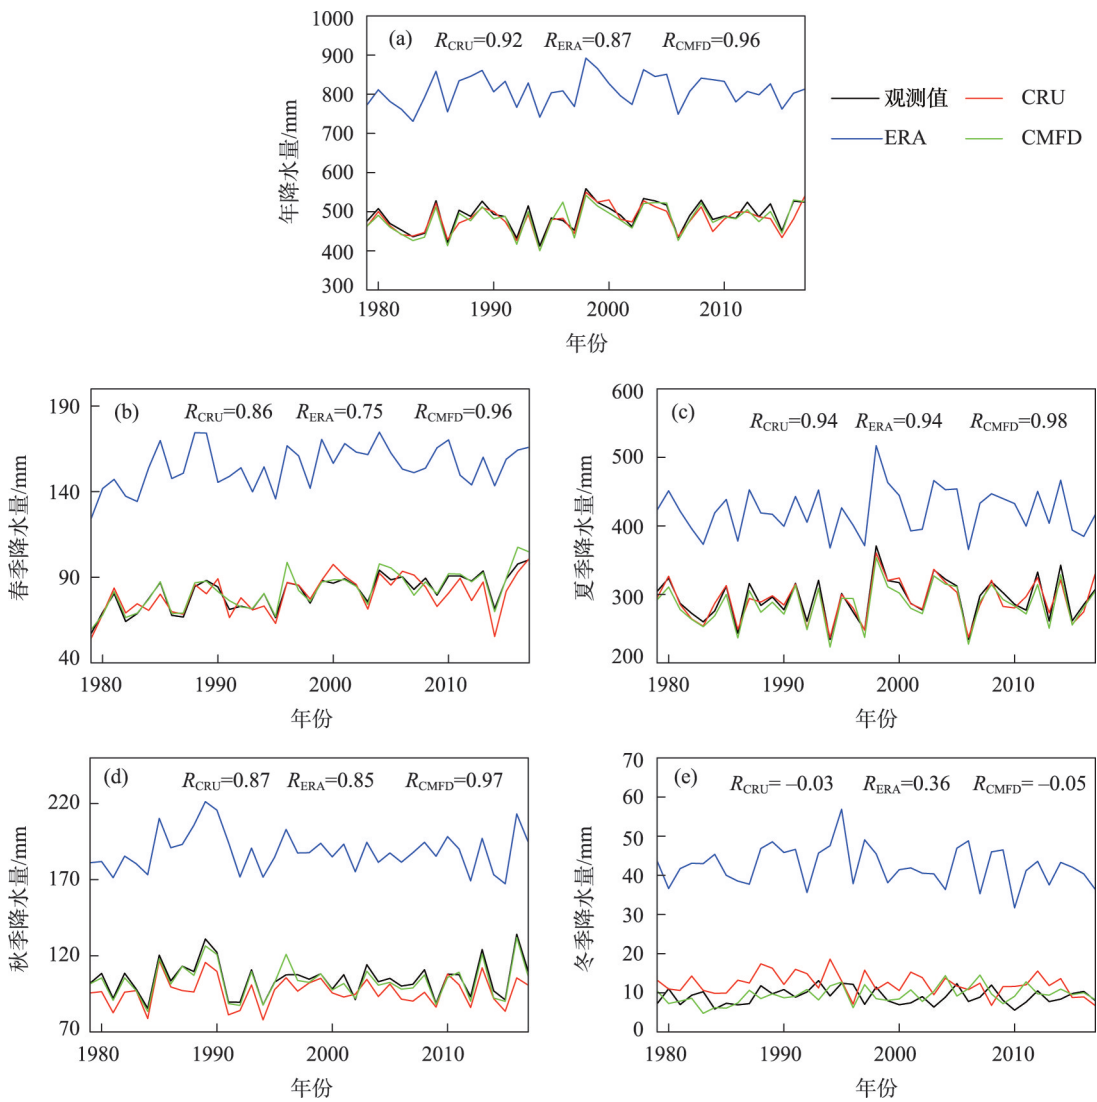 (a) R_CRU=0.92 R_ERA=0.87 R_CMFD=0.96
1000
900
800
700
600
500
400
300
年降水量/mm
1980 1990 2000 2010
年份
观测值 CRU
ERA CMFD
(b) R_CRU=0.86 R_ERA=0.75 R_CMFD=0.96
190
140
90
40
春季降水量/mm
1980 1990 2000 2010
年份
(c) R_CRU=0.94 R_ERA=0.94 R_CMFD=0.98
600
500
400
300
200
夏季降水量/mm
1980 1990 2000 2010
年份
(d) R_CRU=0.87 R_ERA=0.85 R_CMFD=0.97
220
170
120
70
秋季降水量/mm
1980 1990 2000 2010
年份
(e) R_CRU= –0.03 R_ERA=0.36 R_CMFD= –0.05
70
60
50
40
30
20
10
0
冬季降水量/mm
1980 1990 2000 2010
年份